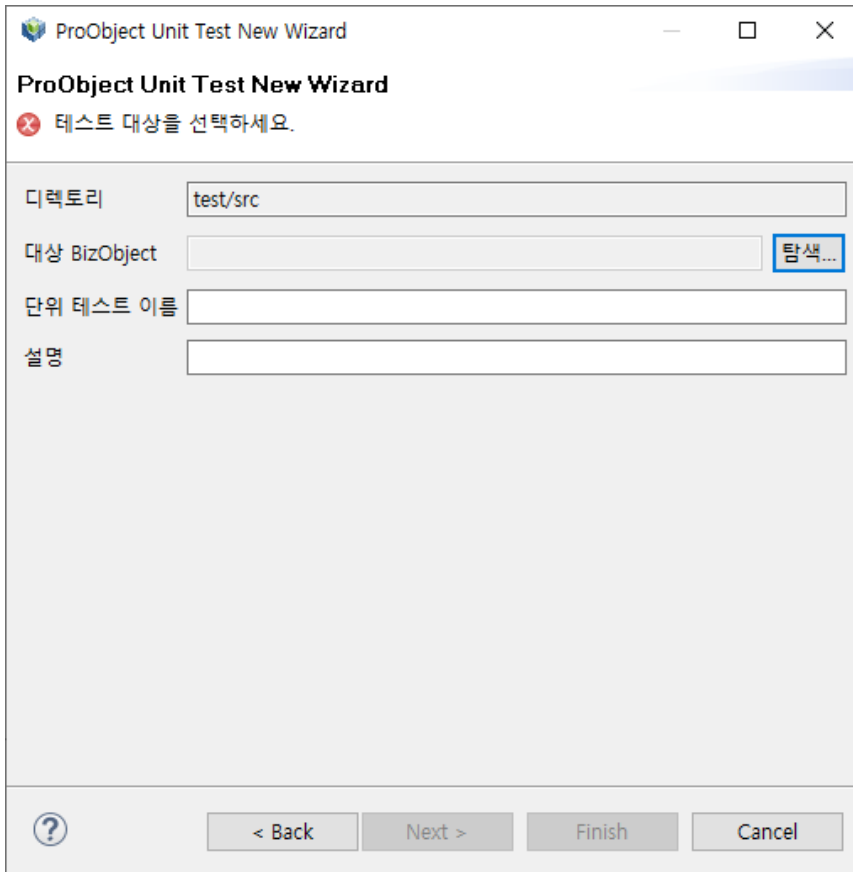 ProObject Unit Test New Wizard
ProObject Unit Test New Wizard
테스트 대상을 선택하세요.
디렉토리 test/src
대상 BizObject 탐색...
단위 테스트 이름
설명
? < Back Next > Finish Cancel